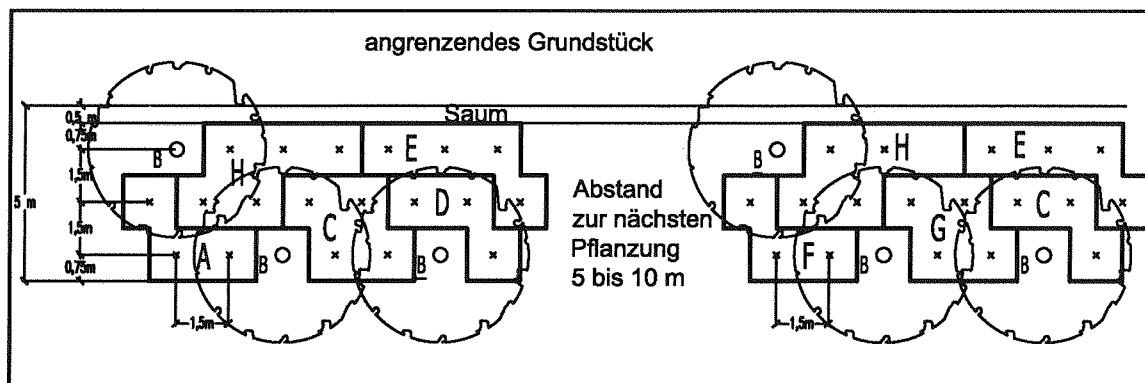 angrenzendes Grundstück
Saum
0,5 m
0,75m
1,5m
1,5m
0,75m
5 m
B
H
E
A
B
C
D
B
1,5m
Abstand
zur nächsten
Pflanzung
5 bis 10 m
B
H
E
F
B
G
C
B
1,5m